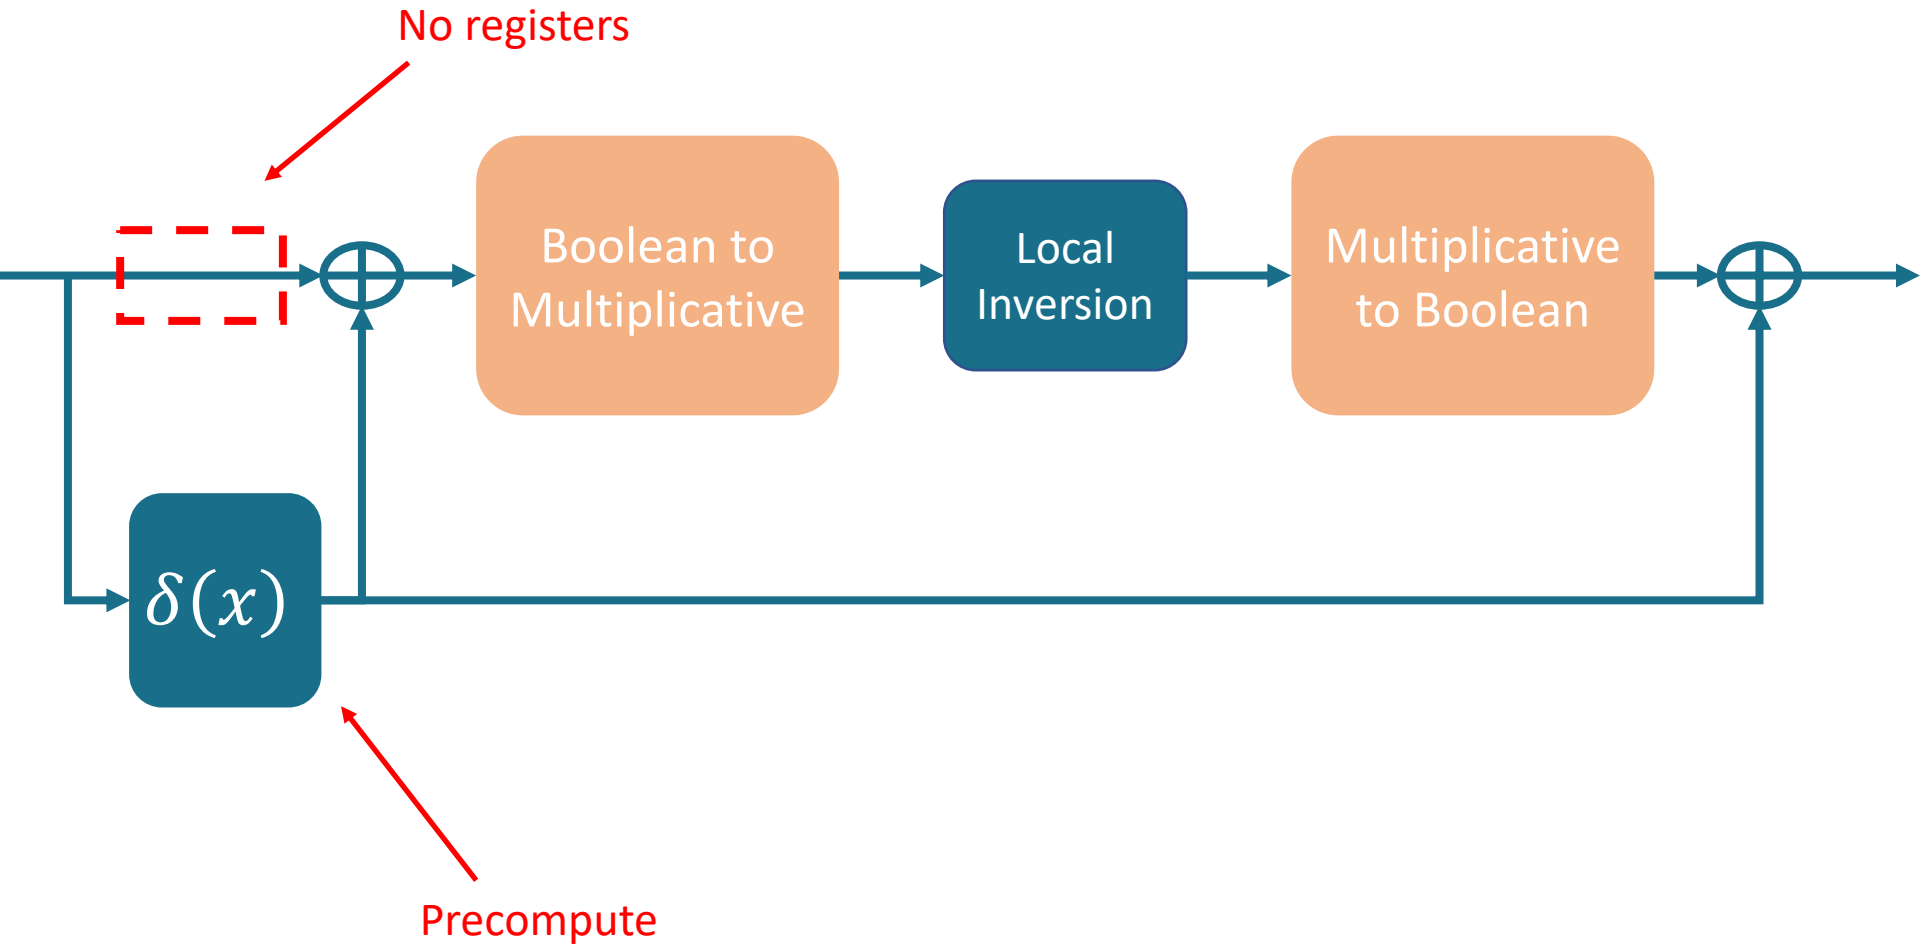 No registers
Boolean to
Multiplicative
Local
Inversion
Multiplicative
to Boolean
δ(x)
Precompute